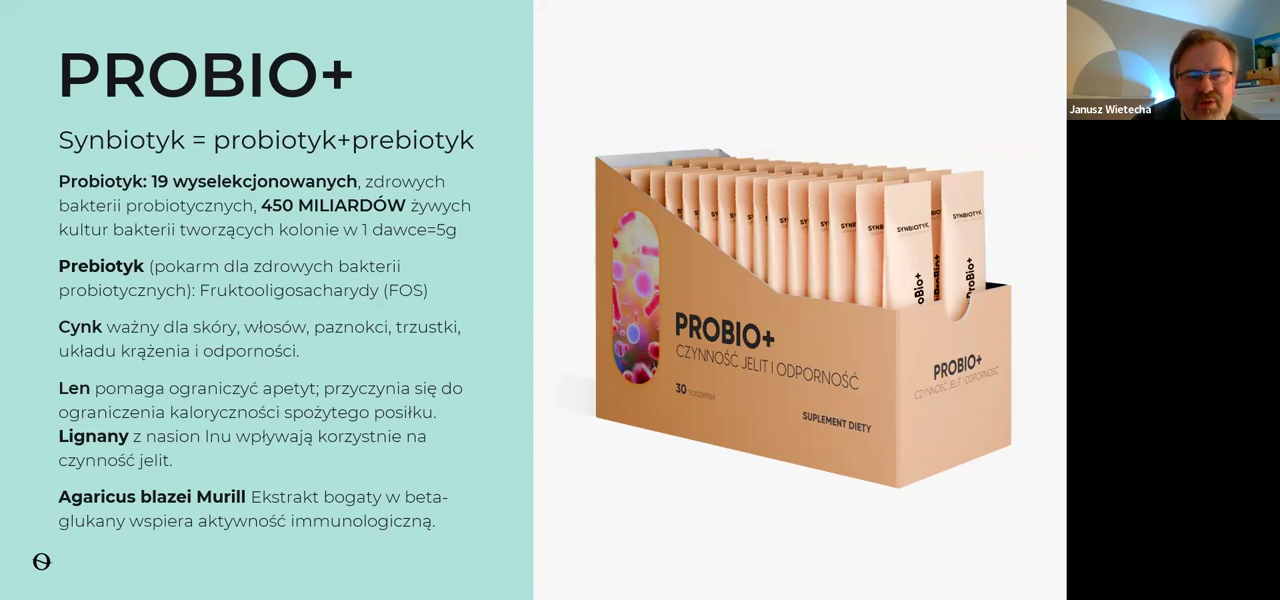 PROBIO+
Synbiotyk = probiotyk+prebiotyk
Probiotyk: 19 wyselekcjonowanych, zdrowych
bakterii probiotycznych, 450 MILIARDÓW żywych
kultur bakterii tworzących kolonie w 1 dawce=5g
Prebiotyk (pokarm dla zdrowych bakterii
probiotycznych): Fruktooligosacharydy (FOS)
Cynk ważny dla skóry, włosów, paznokci, trzustki,
układu krążenia i odporności.
Len pomaga ograniczyć apetyt; przyczynia się do
ograniczenia kaloryczności spożytego posiłku.
Lignany z nasion lnu wpływają korzystnie na
czynność jelit.
Agaricus blazei Murill Ekstrakt bogaty w beta-
glukany wspiera aktywność immunologiczną.
SYNBIOTYK
SYNBIOTYK
PROBIO+
CZYNNOŚĆ JELIT I ODPORNOŚĆ
30 saszetek
SUPLEMENT DIETY
PROBIO+
CZYNNOŚĆ JELIT I ODPORNOŚĆ
Janusz Wietecha